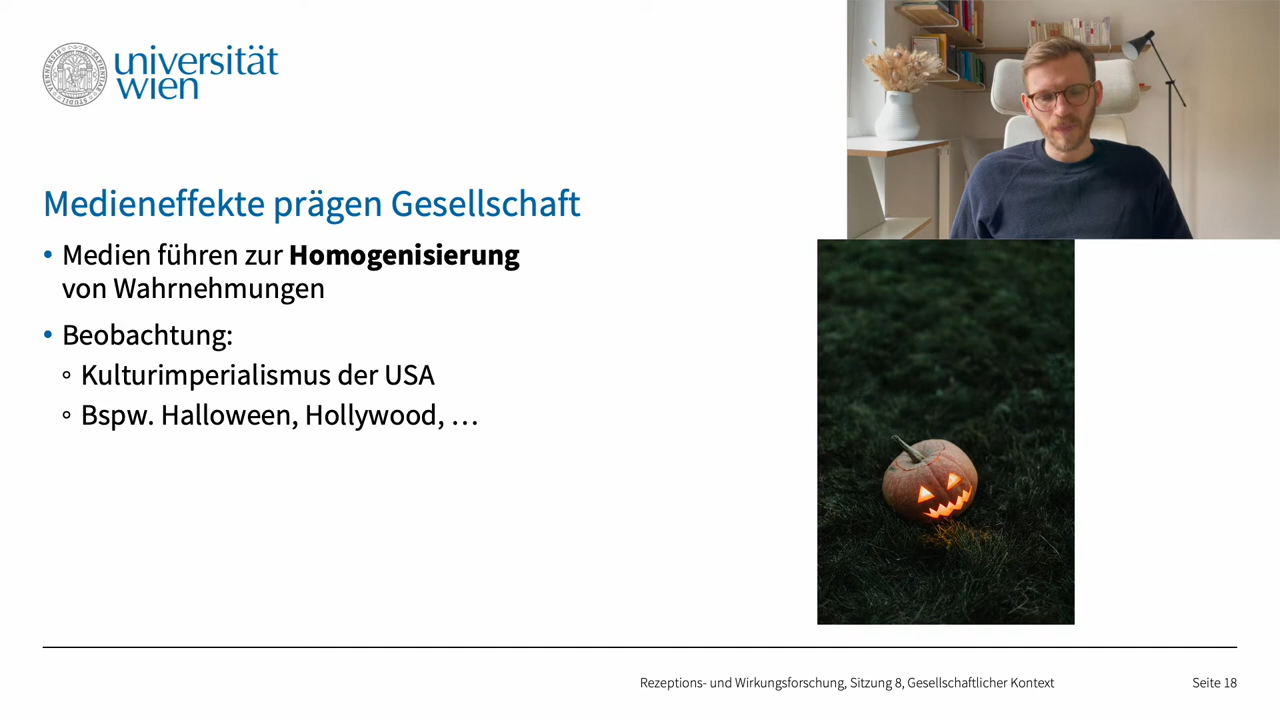 universität
wien
Medieneffekte prägen Gesellschaft
• Medien führen zur Homogenisierung
von Wahrnehmungen
• Beobachtung:
◦ Kulturimperialismus der USA
◦ Bspw. Halloween, Hollywood, …
Rezeptions- und Wirkungsforschung, Sitzung 8, Gesellschaftlicher Kontext
Seite 18